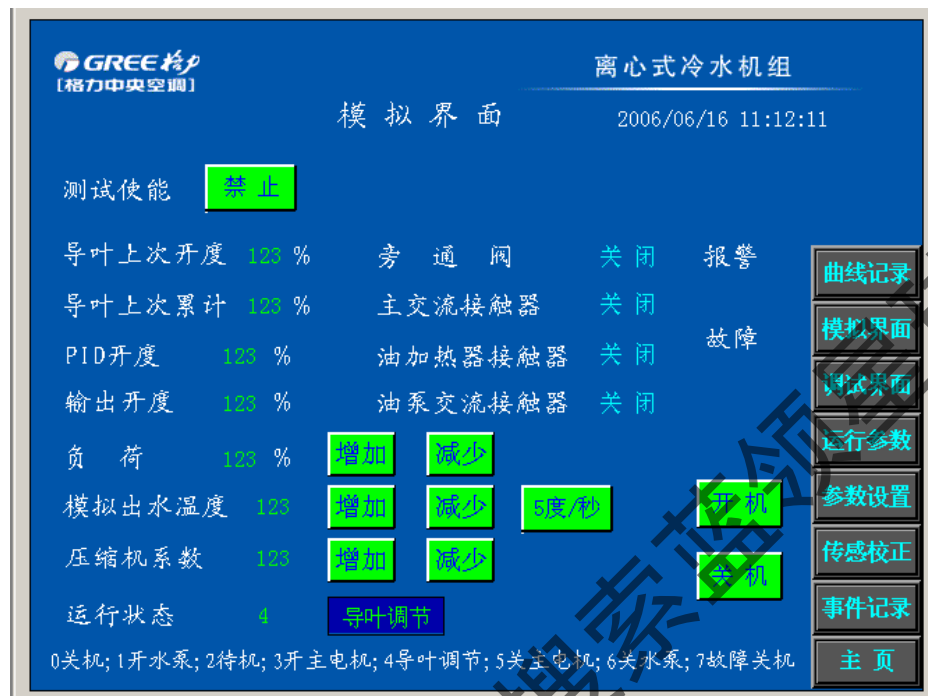 GREE 格力
[格力中央空调]
离心式冷水机组
模拟界面
2006/06/16 11:12:11
测试使能 禁止
导叶上次开度 123 % 旁通阀 关闭 报警
曲线记录
导叶上次累计 123 % 主交流接触器 关闭
故障
模拟界面
PID开度 123 % 油加热器接触器 关闭
调试界面
输出开度 123 % 油泵交流接触器 关闭
运行参数
负荷 123 % 增加 减少
模拟出水温度 123 增加 减少 5度/秒 开机
参数设置
压缩机系数 123 增加 减少
传感校正
关机
运行状态 4 导叶调节
事件记录
0关机;1开水泵;2待机;3开主电机;4导叶调节;5关主电机;6关水泵;7故障关机
主页
搜索蓝领